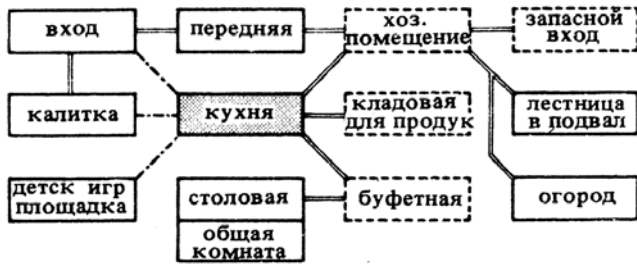 вход
передняя
хоз.
помещение
запасной
вход
калитка
кухня
кладовая
для продук
лестница
в подвал
детск игр
площадка
столовая
буфетная
огород
общая
комната